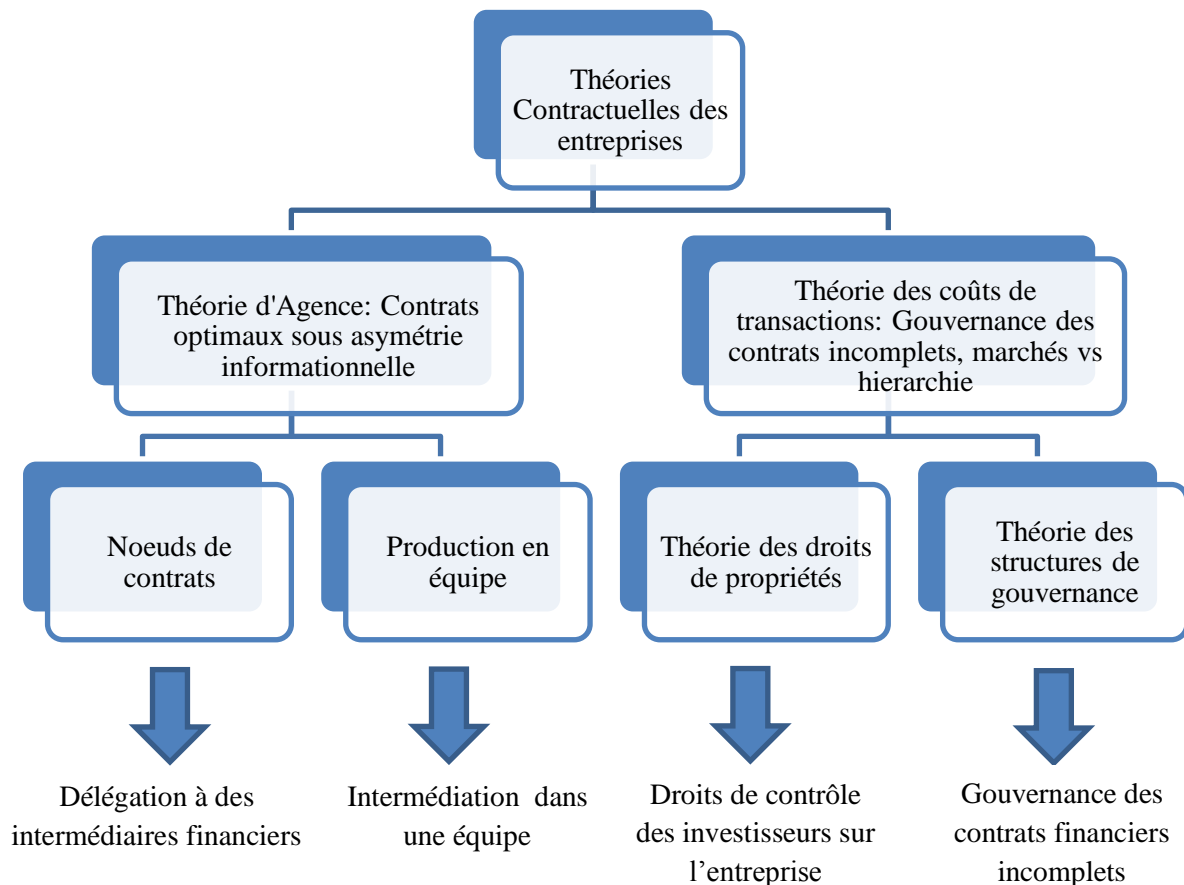 Théories
Contractuelles des
entreprises
Théorie d'Agence: Contrats
optimaux sous asymétrie
informationnelle
Théorie des coûts de
transactions: Gouvernance des
contrats incomplets, marchés vs
hierarchie
Noeuds de
contrats
Production en
équipe
Théorie des droits
de propriétés
Théorie des
structures de
gouvernance
Délégation à des
intermédiaires financiers
Intermédiation dans
une équipe
Droits de contrôle
des investisseurs sur
l’entreprise
Gouvernance des
contrats financiers
incomplets